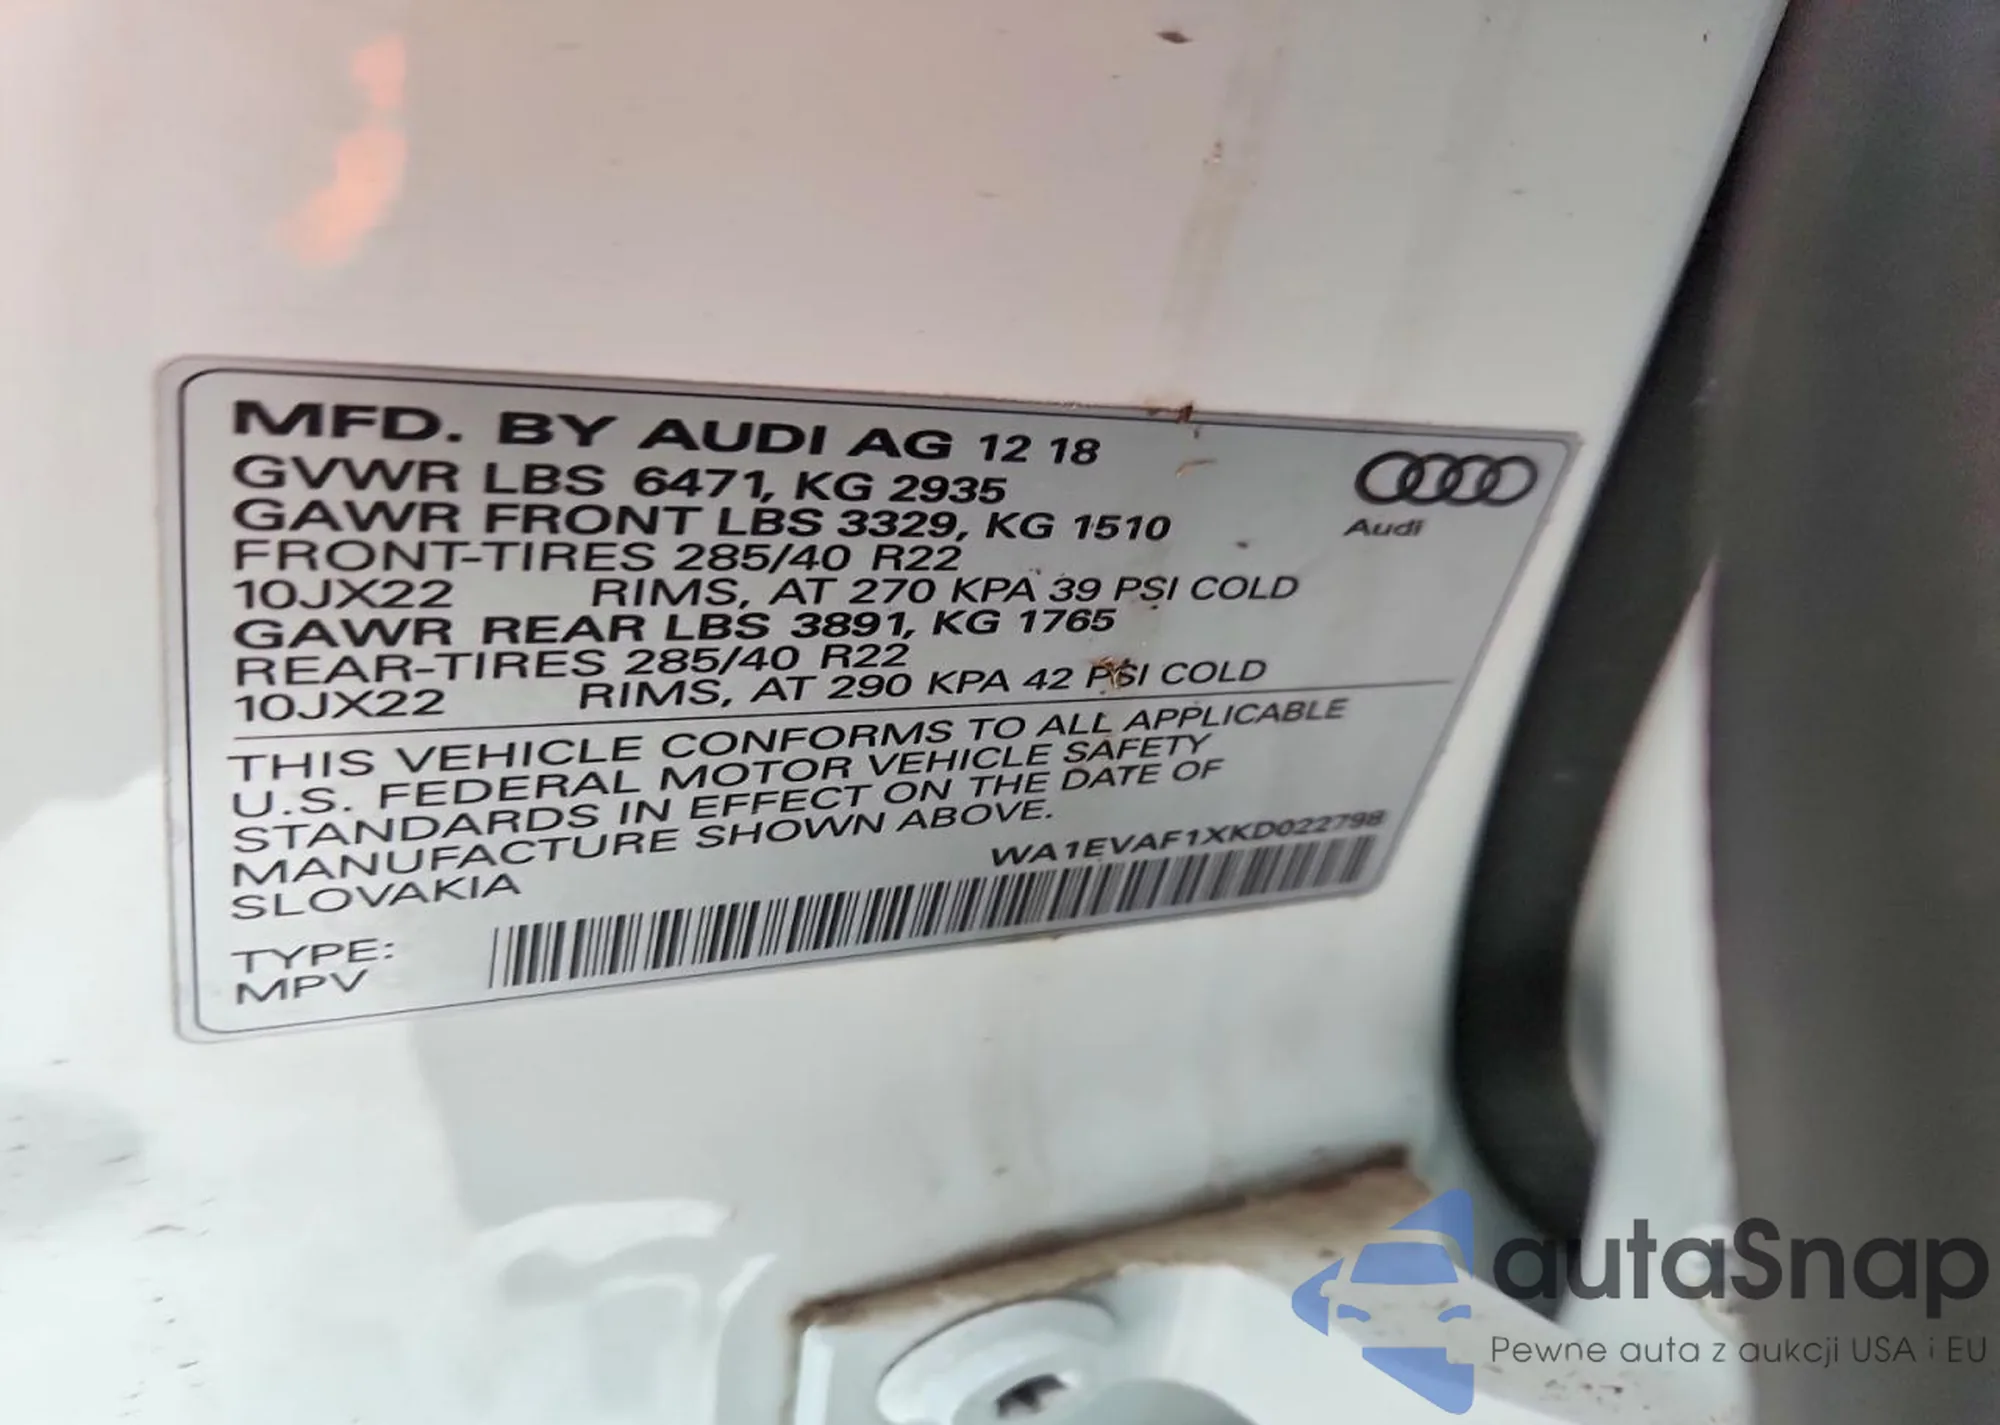 MFD. BY AUDI AG 12 18
GVWR LBS 6471, KG 2935
GAWR FRONT LBS 3329, KG 1510
FRONT-TIRES 285/40 R22
10JX22 RIMS, AT 270 KPA 39 PSI COLD
GAWR REAR LBS 3891, KG 1765
REAR-TIRES 285/40 R22
10JX22 RIMS, AT 290 KPA 42 PSI COLD
Audi
THIS VEHICLE CONFORMS TO ALL APPLICABLE
U.S. FEDERAL MOTOR VEHICLE SAFETY
STANDARDS IN EFFECT ON THE DATE OF
MANUFACTURE SHOWN ABOVE.
SLOVAKIA
WA1EVAF1XKD022798
TYPE:
MPV
autaSnap
Pewne auta z aukcji USA i EU